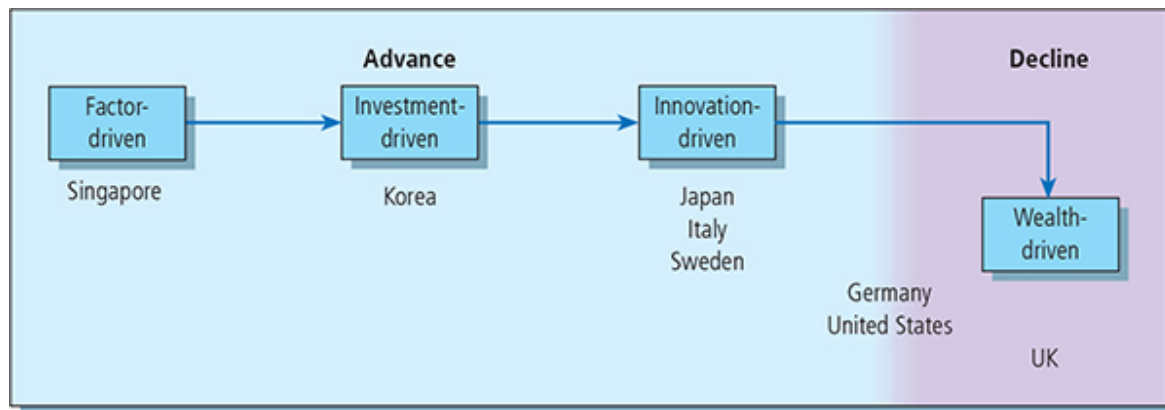 Advance
Decline
Factor-
driven
Singapore
Investment-
driven
Korea
Innovation-
driven
Japan
Italy
Sweden
Germany
United States
Wealth-
driven
UK